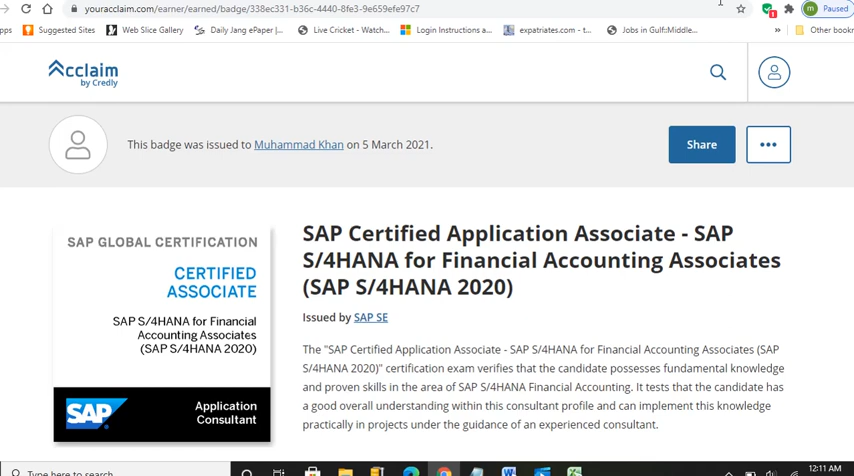 youracclaim.com/earner/earned/badge/338ec331-b36c-4440-8fe3-9e659efe97c7
Paused
pps Suggested Sites Web Slice Gallery Daily Jang ePaper |... Live Cricket - Watch... Login Instructions a... expatriates.com - t... Jobs in Gulf::Middle... » Other bookr
Acclaim
by Credly
This badge was issued to Muhammad Khan on 5 March 2021.
Share
SAP GLOBAL CERTIFICATION
CERTIFIED
ASSOCIATE
SAP S/4HANA for Financial
Accounting Associates
(SAP S/4HANA 2020)
SAP
Application
Consultant
SAP Certified Application Associate - SAP
S/4HANA for Financial Accounting Associates
(SAP S/4HANA 2020)
Issued by SAP SE
The "SAP Certified Application Associate - SAP S/4HANA for Financial Accounting Associates (SAP
S/4HANA 2020)" certification exam verifies that the candidate possesses fundamental knowledge
and proven skills in the area of SAP S/4HANA Financial Accounting. It tests that the candidate has
a good overall understanding within this consultant profile and can implement this knowledge
practically in projects under the guidance of an experienced consultant.
Type here to search
12:11 AM